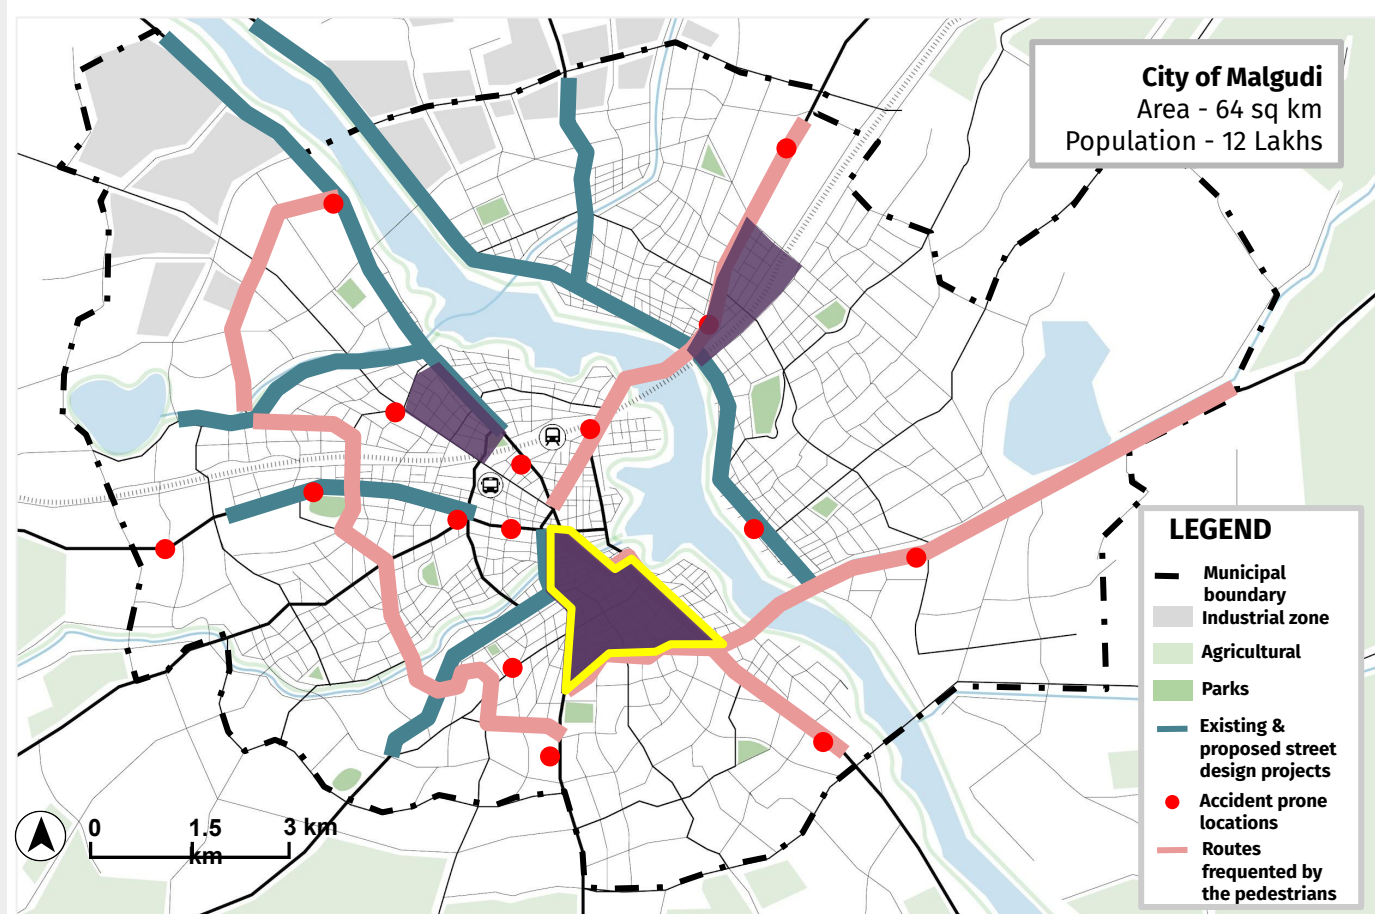 City of Malgudi
Area - 64 sq km
Population - 12 Lakhs
LEGEND
Municipal
boundary
Industrial zone
Agricultural
Parks
Existing &
proposed street
design projects
Accident prone
locations
Routes
frequented by
the pedestrians
0 1.5 3 km
km